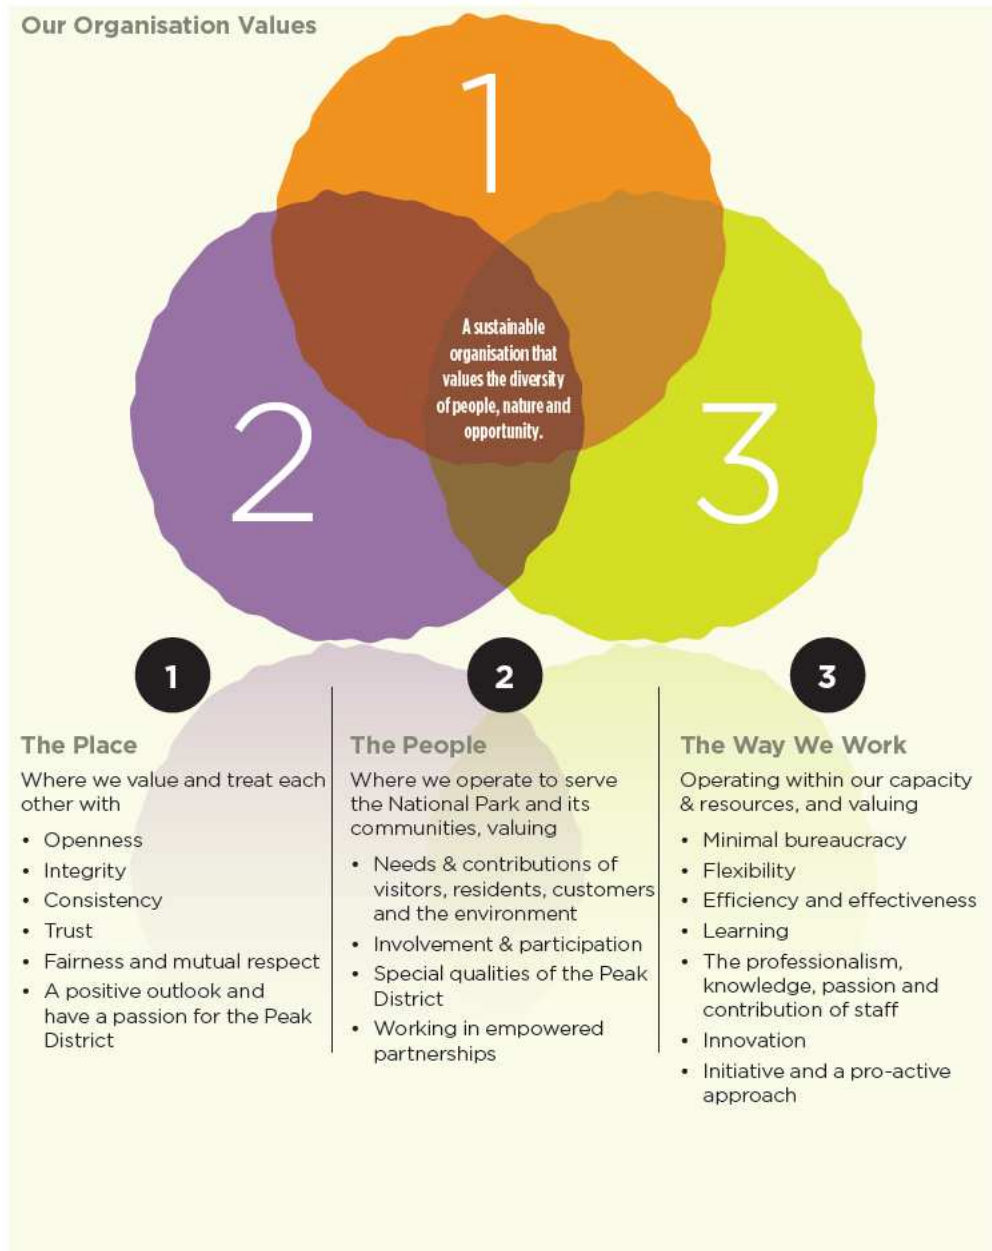 Our Organisation Values
1
A sustainable
organisation that
values the diversity
of people, nature and
opportunity.
2
3
1
The Place
Where we value and treat each
other with
• Openness
• Integrity
• Consistency
• Trust
• Fairness and mutual respect
• A positive outlook and
have a passion for the Peak
District
2
The People
Where we operate to serve
the National Park and its
communities, valuing
• Needs & contributions of
visitors, residents, customers
and the environment
• Involvement & participation
• Special qualities of the Peak
District
• Working in empowered
partnerships
3
The Way We Work
Operating within our capacity
& resources, and valuing
• Minimal bureaucracy
• Flexibility
• Efficiency and effectiveness
• Learning
• The professionalism,
knowledge, passion and
contribution of staff
• Innovation
• Initiative and a pro-active
approach